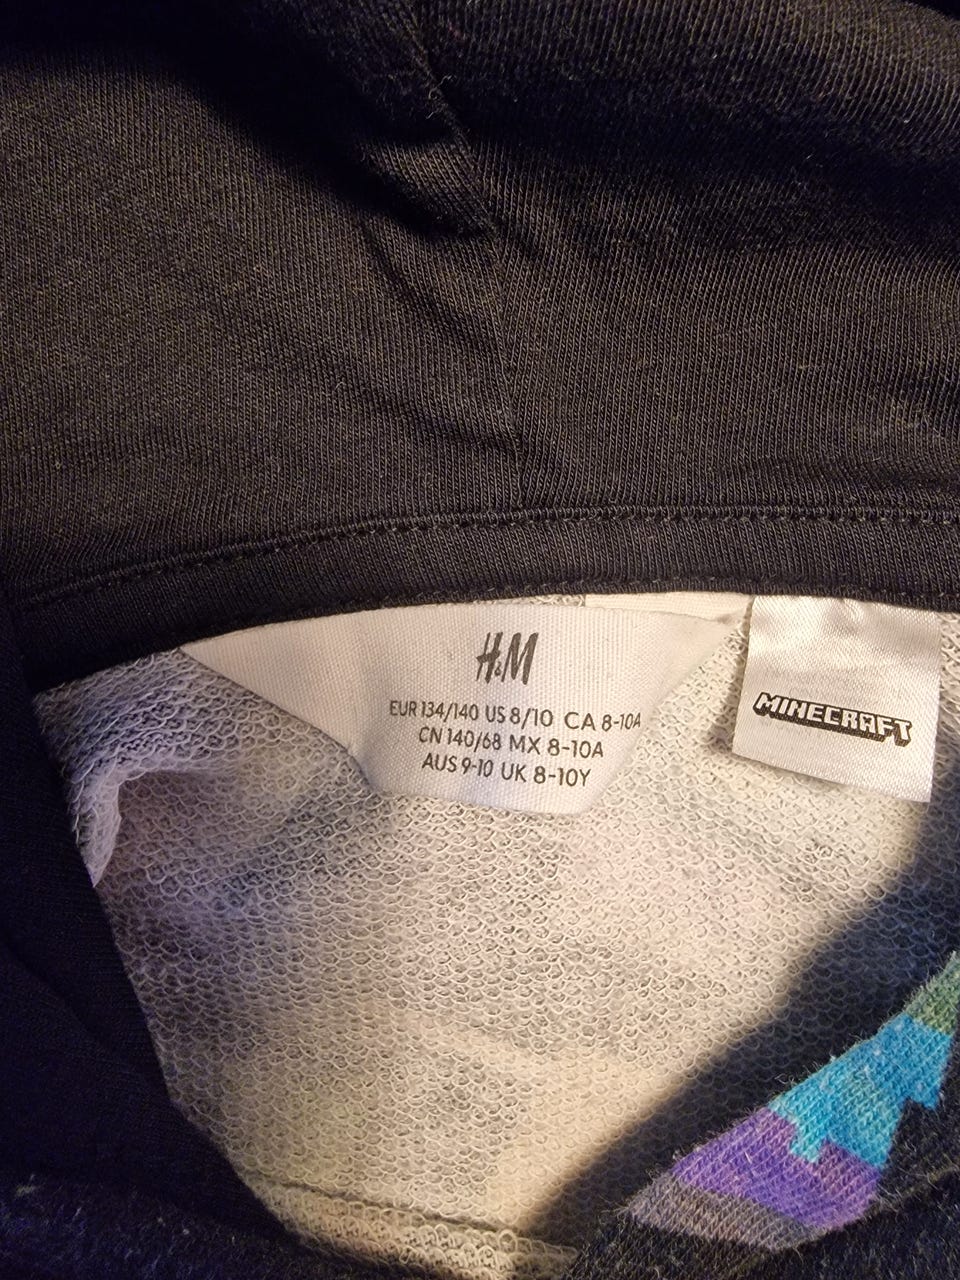 H&M
EUR 134/140 US 8/10 CA 8-10A
CN 140/68 MX 8-10A
AUS 9-10 UK 8-10Y
MINECRAFT